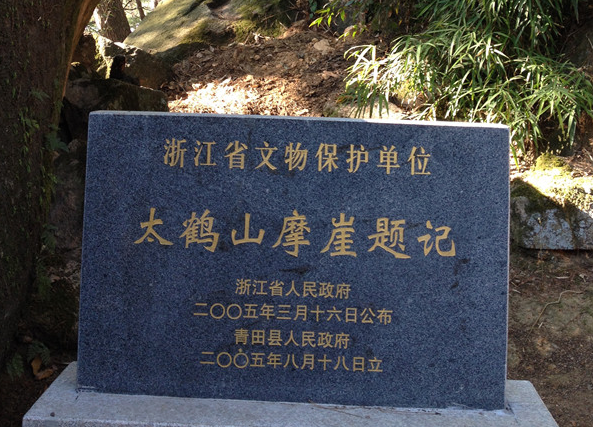 浙江省文物保护单位
太鹤山摩崖题记
浙江省人民政府
二〇〇五年三月十六日公布
青田县人民政府
二〇〇五年八月十八日立